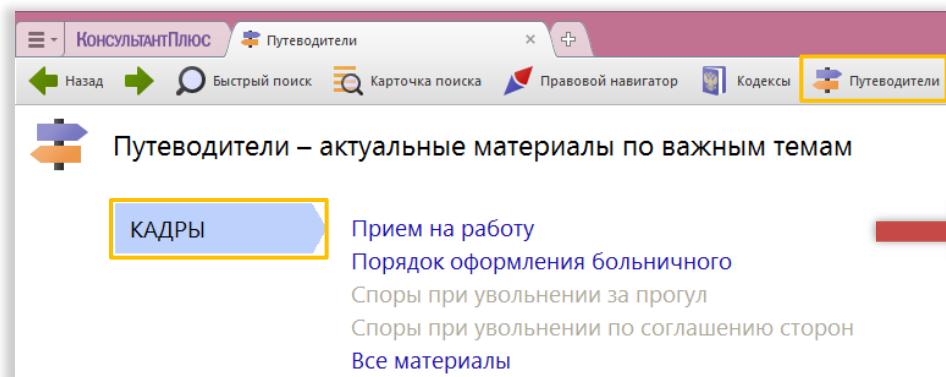 КонсультантПлюс Путеводители
Назад Быстрый поиск Карточка поиска Правовой навигатор Кодексы Путеводители
Путеводители – актуальные материалы по важным темам
КАДРЫ
Прием на работу
Порядок оформления больничного
Споры при увольнении за прогул
Споры при увольнении по соглашению сторон
Все материалы